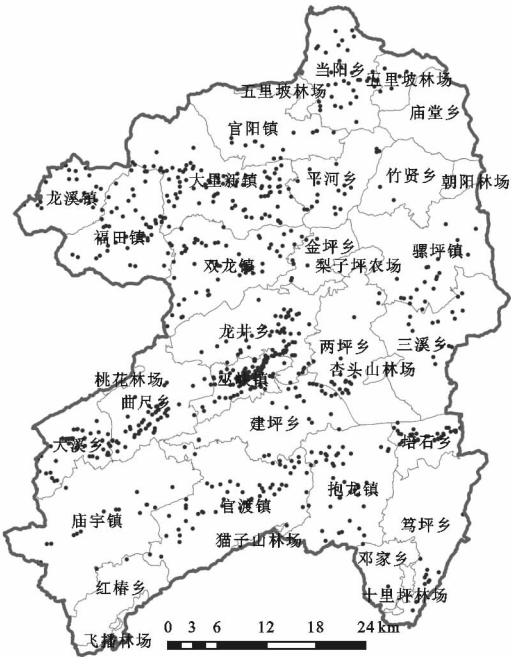 当阳乡
五里坡林场
五里坡林场
庙堂乡
官阳镇
大昌镇
平河乡
竹贤乡
朝阳林场
龙溪镇
福田镇
双龙镇
金坪乡
梨子坪农场
骡坪镇
龙井乡
两坪乡
三溪乡
桃花林场
杏头山林场
曲尺乡
建坪乡
大溪乡
培石乡
抱龙镇
官渡镇
庙宇镇
笃坪乡
猫子山林场
邓家乡
红椿乡
十里坪林场
飞播林场
0 3 6 12 18 24 km